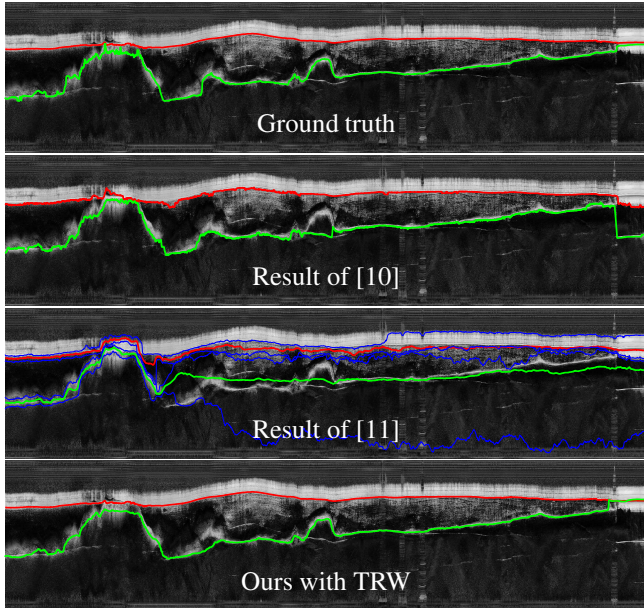 Ground truth
Result of [10]
Result of [11]
Ours with TRW